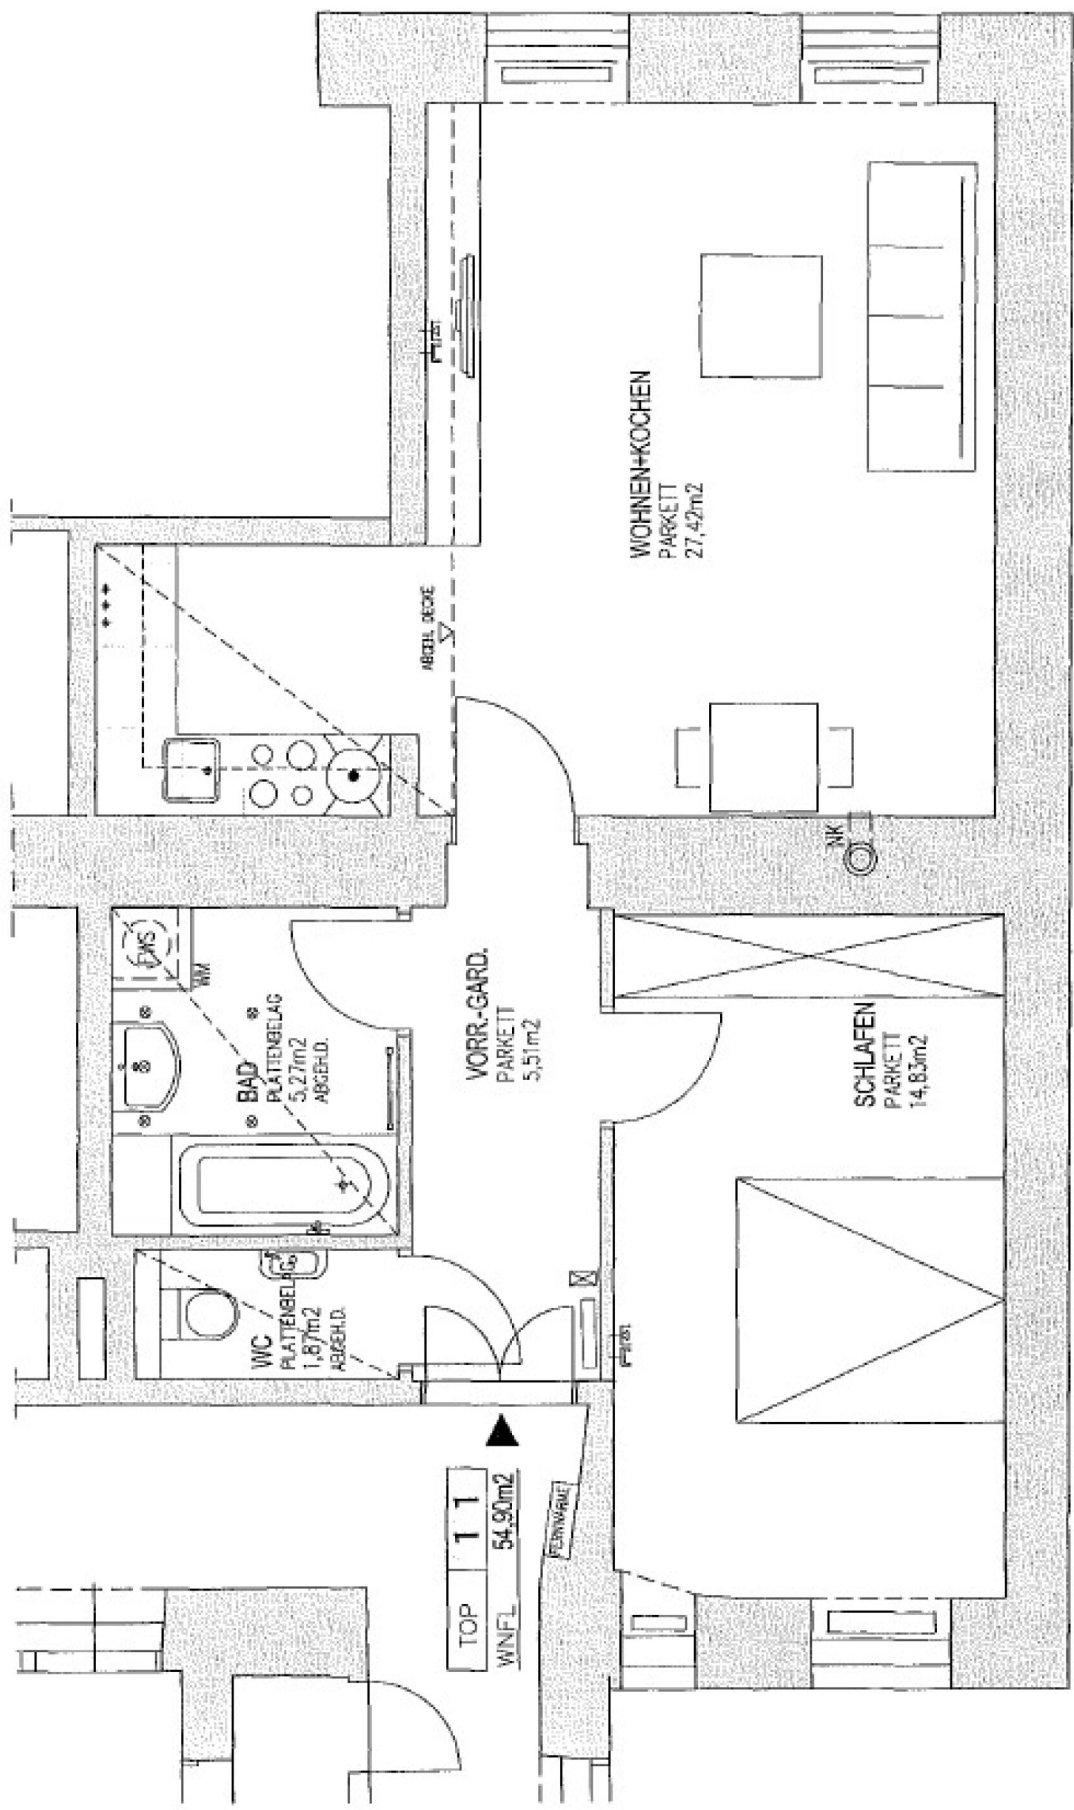 WOHNEN+KOCHEN
PARKETT
27,42m2
ABGEH. DECKE
NK
FWS
WM
BAD
PLATTENBELAG
5,27m2
ABGEH.D.
VORR.-GARD.
PARKETT
5,51m2
SCHLAFEN
PARKETT
14,83m2
WC
PLATTENBELAG
1,87m2
ABGEH.D.
TOP 11
WNFL 54,90m2
FERNWÄRME